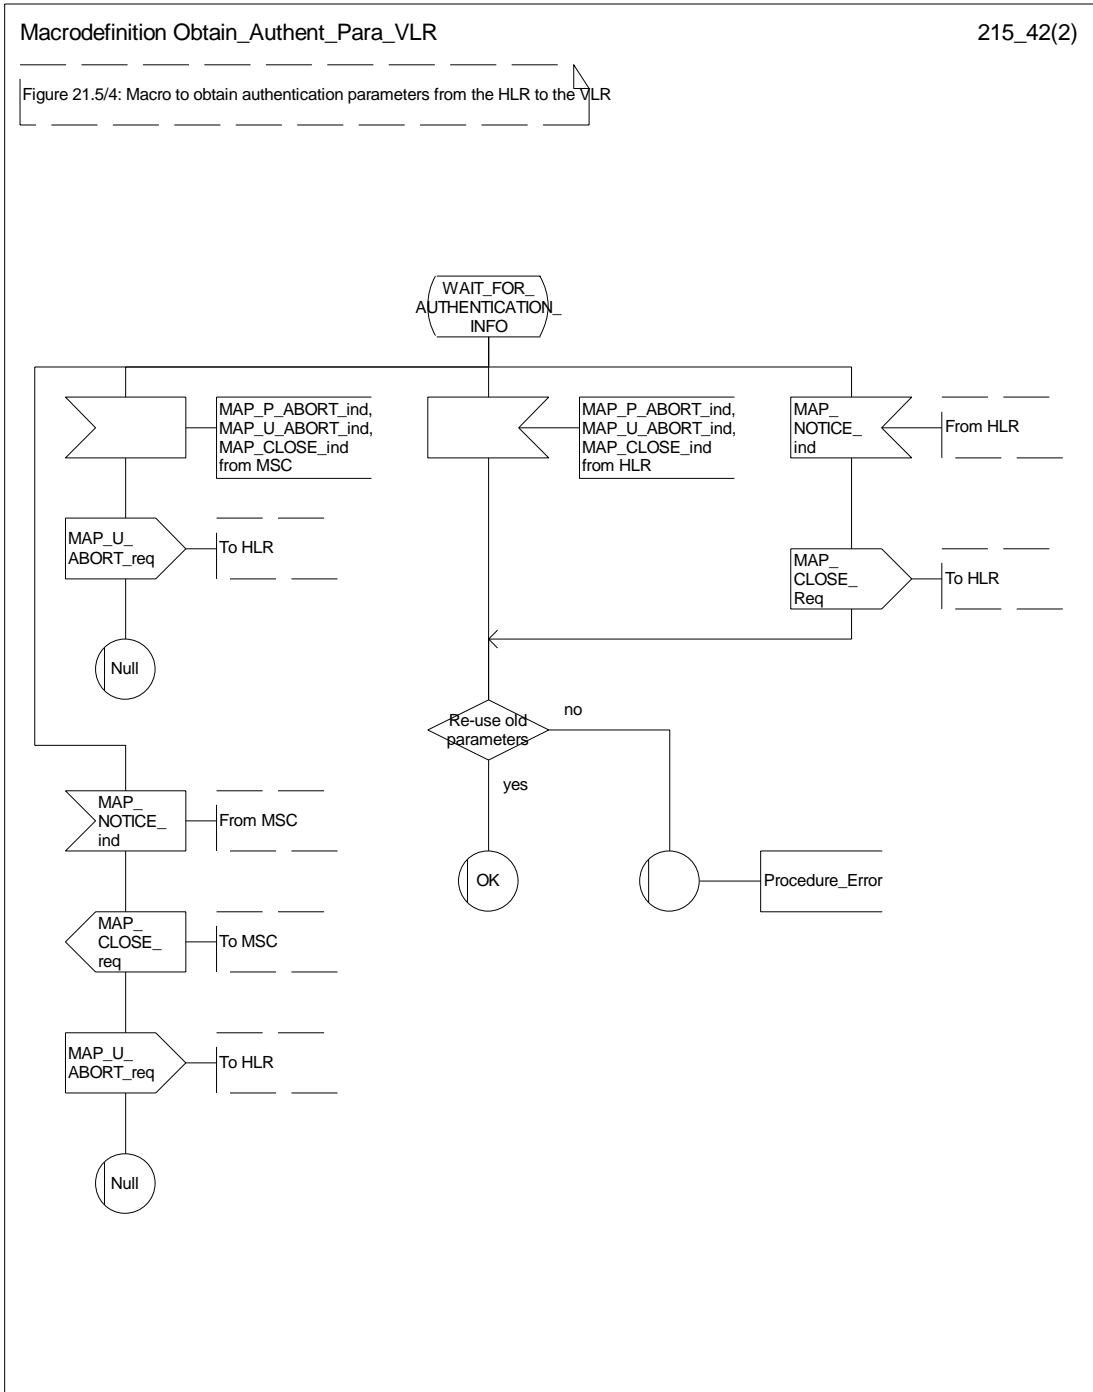 Macrodefinition Obtain_Authent_Para_VLR
215_42(2)
Figure 21.5/4: Macro to obtain authentication parameters from the HLR to the VLR
WAIT_FOR_
AUTHENTICATION_
INFO
MAP_P_ABORT_ind,
MAP_U_ABORT_ind,
MAP_CLOSE_ind
from MSC
MAP_P_ABORT_ind,
MAP_U_ABORT_ind,
MAP_CLOSE_ind
from HLR
MAP_
NOTICE_
ind
From HLR
MAP_U_
ABORT_req
To HLR
MAP_
CLOSE_
Req
To HLR
Null
Re-use old
parameters
no
yes
MAP_
NOTICE_
ind
From MSC
OK
Procedure_Error
MAP_
CLOSE_
req
To MSC
MAP_U_
ABORT_req
To HLR
Null